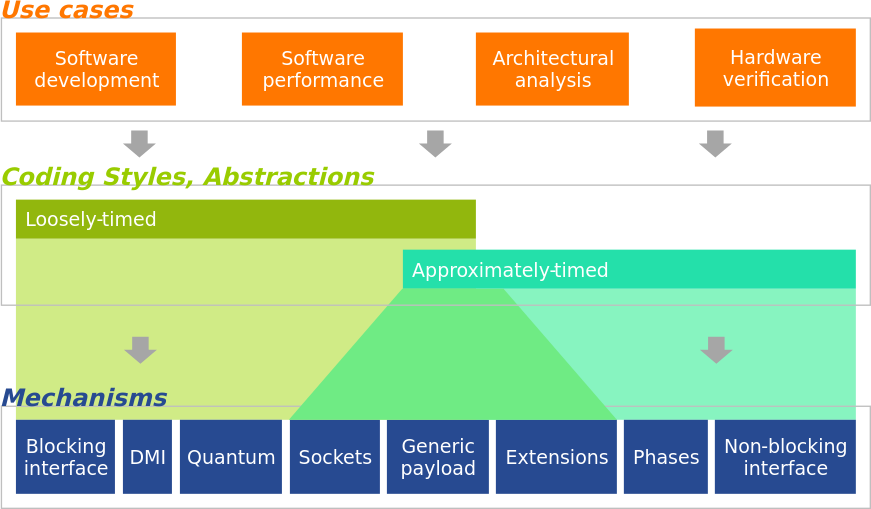 Use cases
Software
development
Software
performance
Architectural
analysis
Hardware
verification
Coding Styles, Abstractions
Loosely-timed
Approximately-timed
Mechanisms
Blocking
interface
DMI
Quantum
Sockets
Generic
payload
Extensions
Phases
Non-blocking
interface